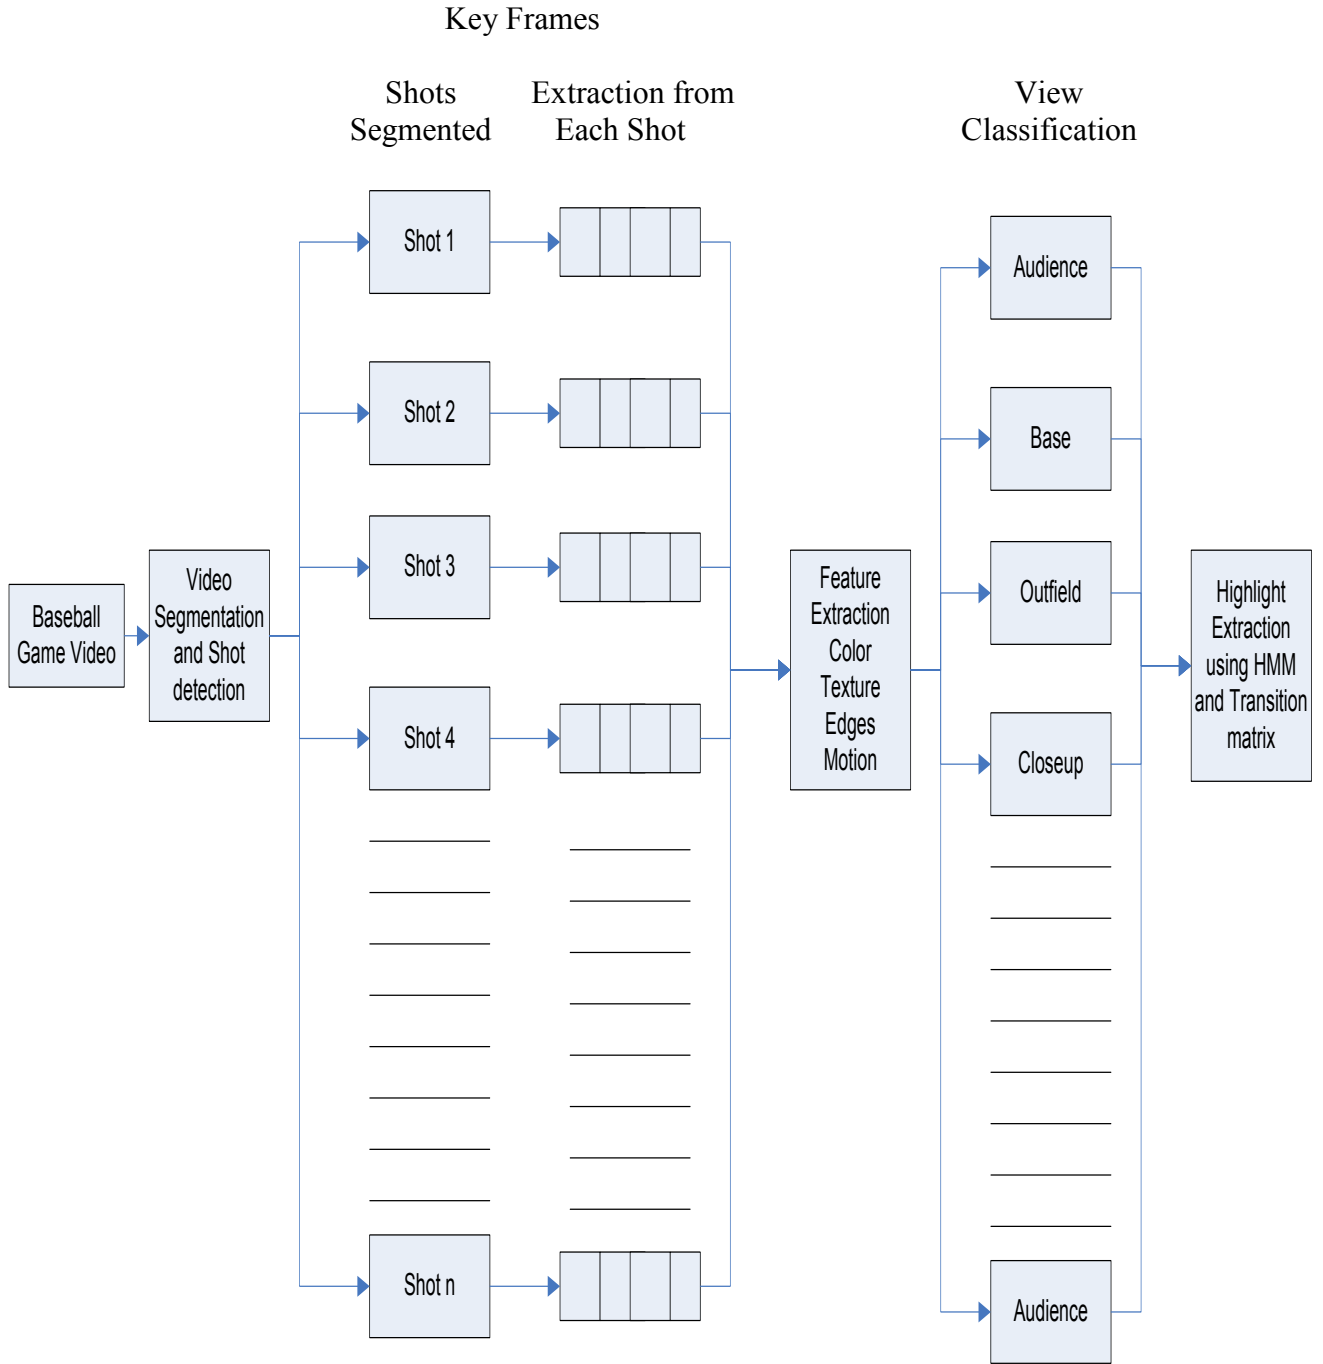 Key Frames
Shots
Segmented
Extraction from
Each Shot
View
Classification
Baseball
Game Video
Video
Segmentation
and Shot
detection
Shot 1
Shot 2
Shot 3
Shot 4
Shot n
Feature
Extraction
Color
Texture
Edges
Motion
Audience
Base
Outfield
Closeup
Audience
Highlight
Extraction
using HMM
and Transition
matrix